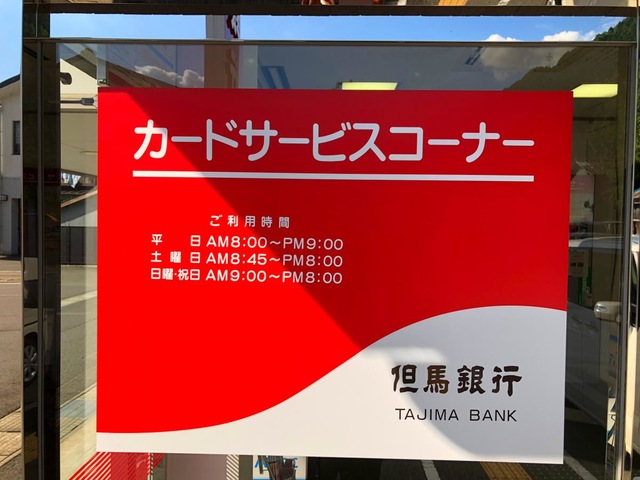 カードサービスコーナー
ご利用時間
平　　日 AM8:00～PM9:00
土 曜 日 AM8:45～PM8:00
日曜・祝日 AM9:00～PM8:00
但馬銀行
TAJIMA BANK